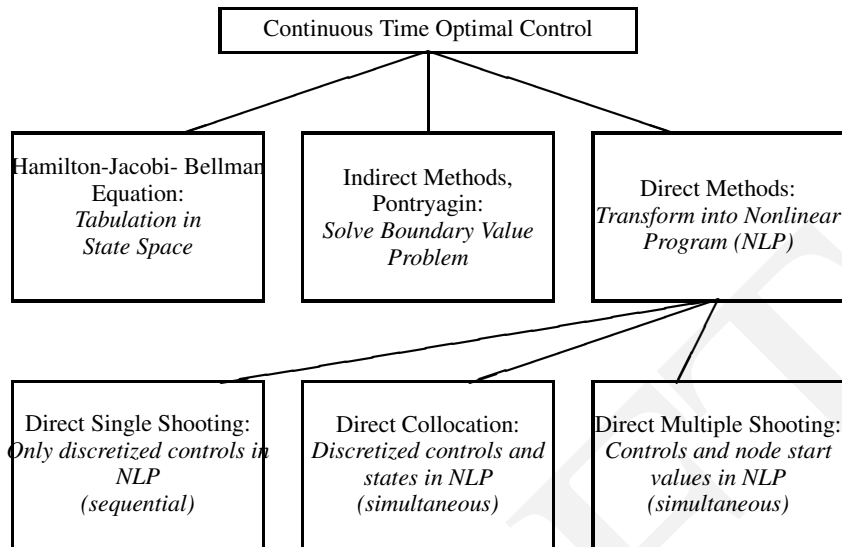 Continuous Time Optimal Control
Hamilton-Jacobi- Bellman
Equation:
Tabulation in
State Space
Indirect Methods,
Pontryagin:
Solve Boundary Value
Problem
Direct Methods:
Transform into Nonlinear
Program (NLP)
Direct Single Shooting:
Only discretized controls in
NLP
(sequential)
Direct Collocation:
Discretized controls and
states in NLP
(simultaneous)
Direct Multiple Shooting:
Controls and node start
values in NLP
(simultaneous)